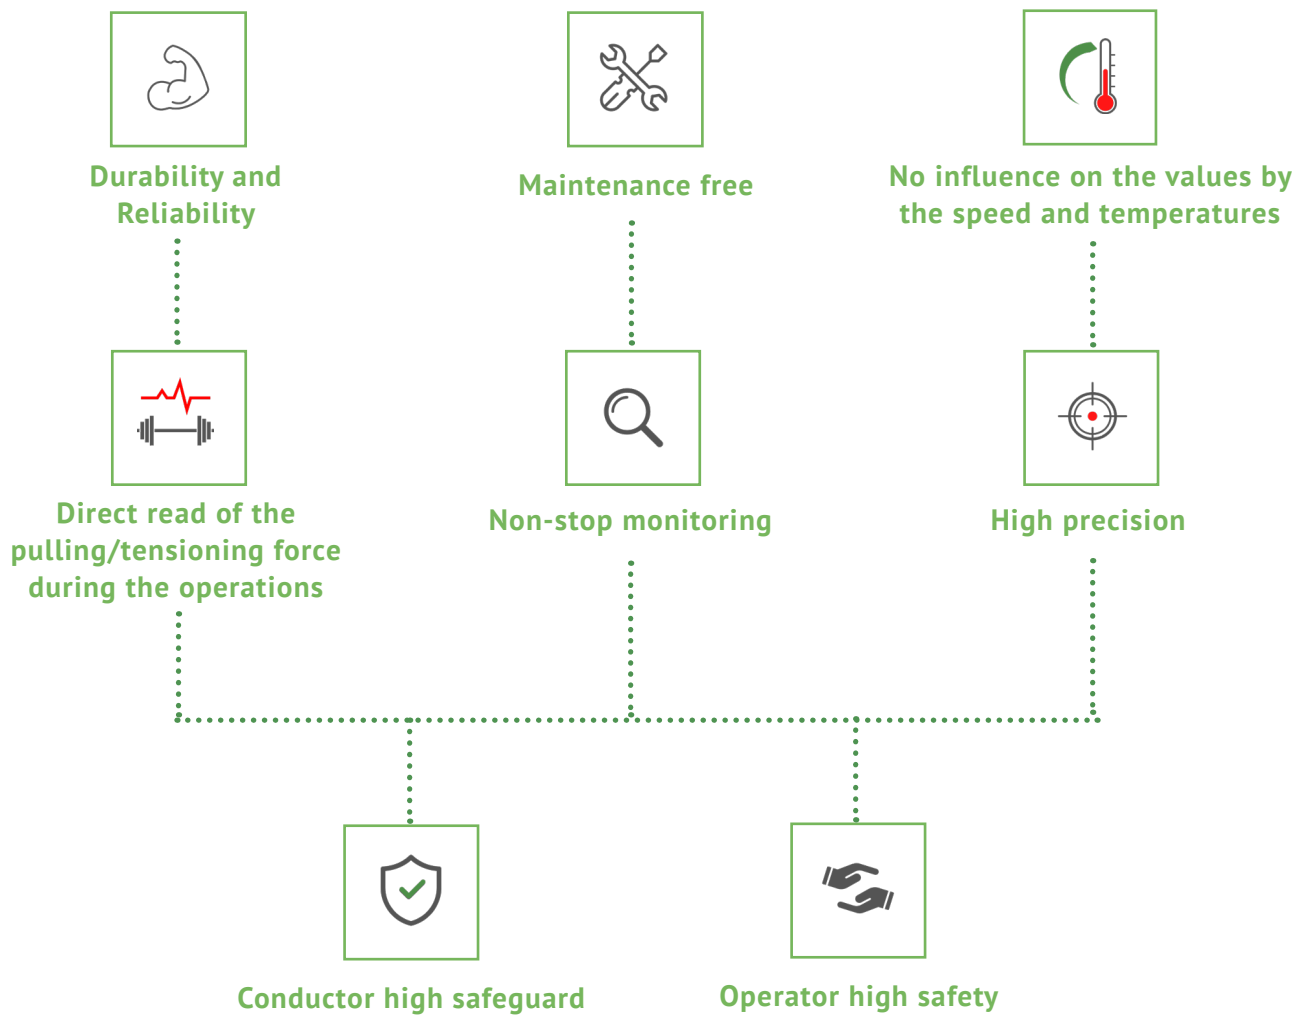 Durability and
Reliability
Maintenance free
No influence on the values by
the speed and temperatures
Direct read of the
pulling/tensioning force
during the operations
Non-stop monitoring
High precision
Conductor high safeguard
Operator high safety